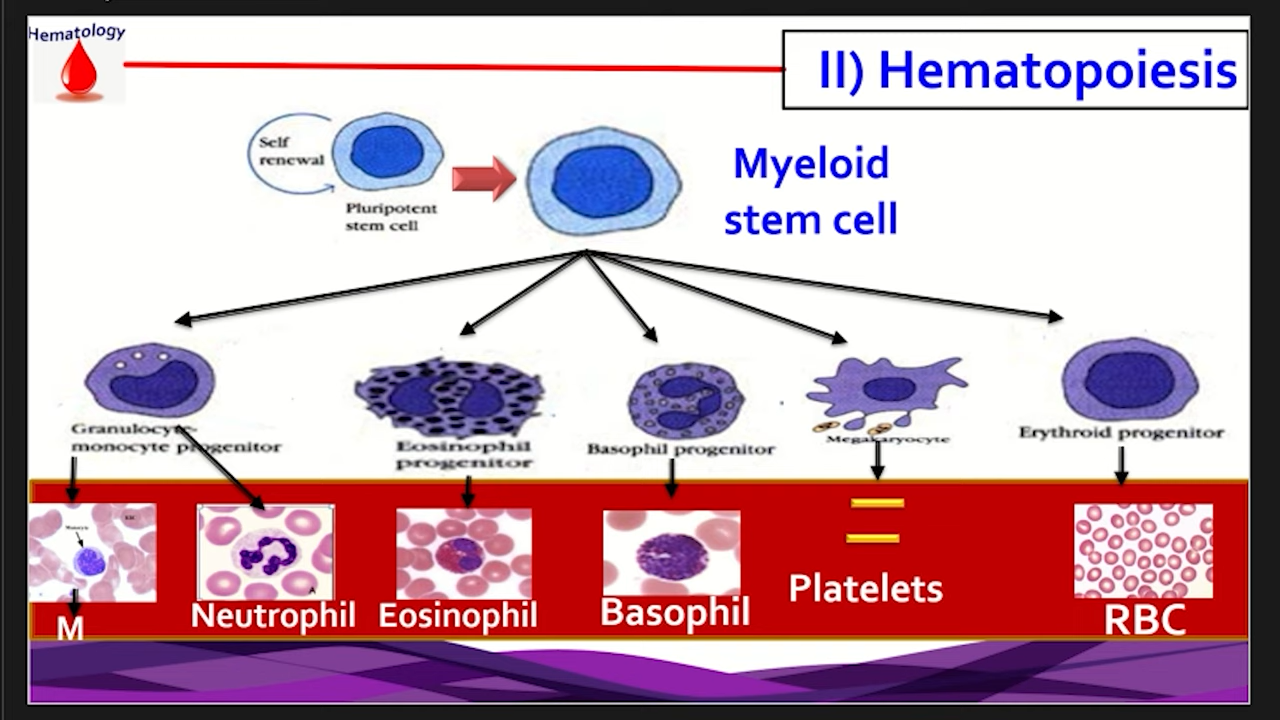 Hematology
II) Hematopoiesis
Self
renewal
Pluripotent
stem cell
Myeloid
stem cell
Granulocyte-
monocyte progenitor
Eosinophil
progenitor
Basophil progenitor
Megakaryocyte
Erythroid progenitor
Monocyte
A
M
Neutrophil
Eosinophil
Basophil
Platelets
RBC